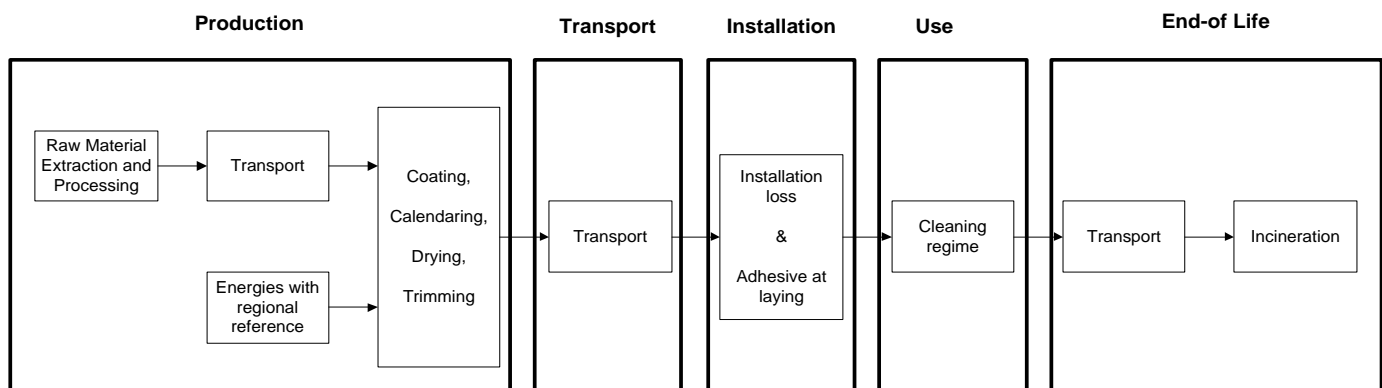 Production
Transport
Installation
Use
End-of Life
Raw Material
Extraction and
Processing
Transport
Energies with
regional
reference
Coating,
Calendaring,
Drying,
Trimming
Transport
Installation
loss
&
Adhesive at
laying
Cleaning
regime
Transport
Incineration